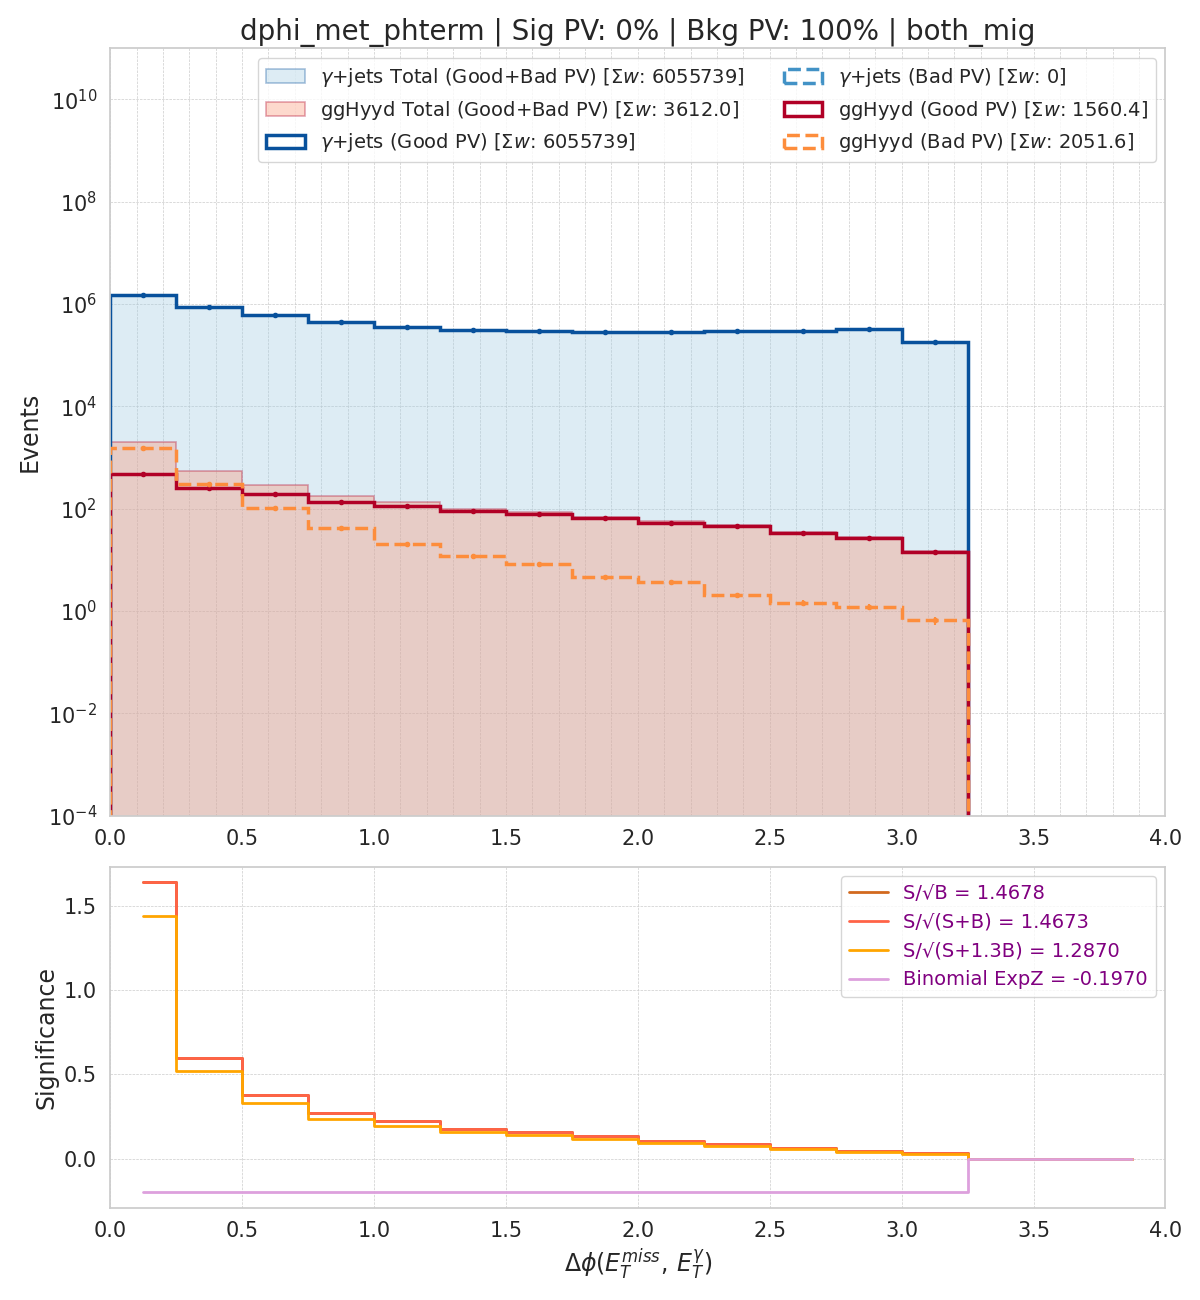 dphi_met_phterm | Sig PV: 0% | Bkg PV: 100% | both_mig
γ+jets Total (Good+Bad PV) [Σw: 6055739]
ggHyyd Total (Good+Bad PV) [Σw: 3612.0]
γ+jets (Good PV) [Σw: 6055739]
γ+jets (Bad PV) [Σw: 0]
ggHyyd (Good PV) [Σw: 1560.4]
ggHyyd (Bad PV) [Σw: 2051.6]
Events
10^10
10^8
10^6
10^4
10^2
10^0
10^−2
10^−4
0.0 0.5 1.0 1.5 2.0 2.5 3.0 3.5 4.0
S/√B = 1.4678
S/√(S+B) = 1.4673
S/√(S+1.3B) = 1.2870
Binomial ExpZ = -0.1970
Significance
1.5
1.0
0.5
0.0
0.0 0.5 1.0 1.5 2.0 2.5 3.0 3.5 4.0
Δϕ(E_T^miss, E_T^γ)